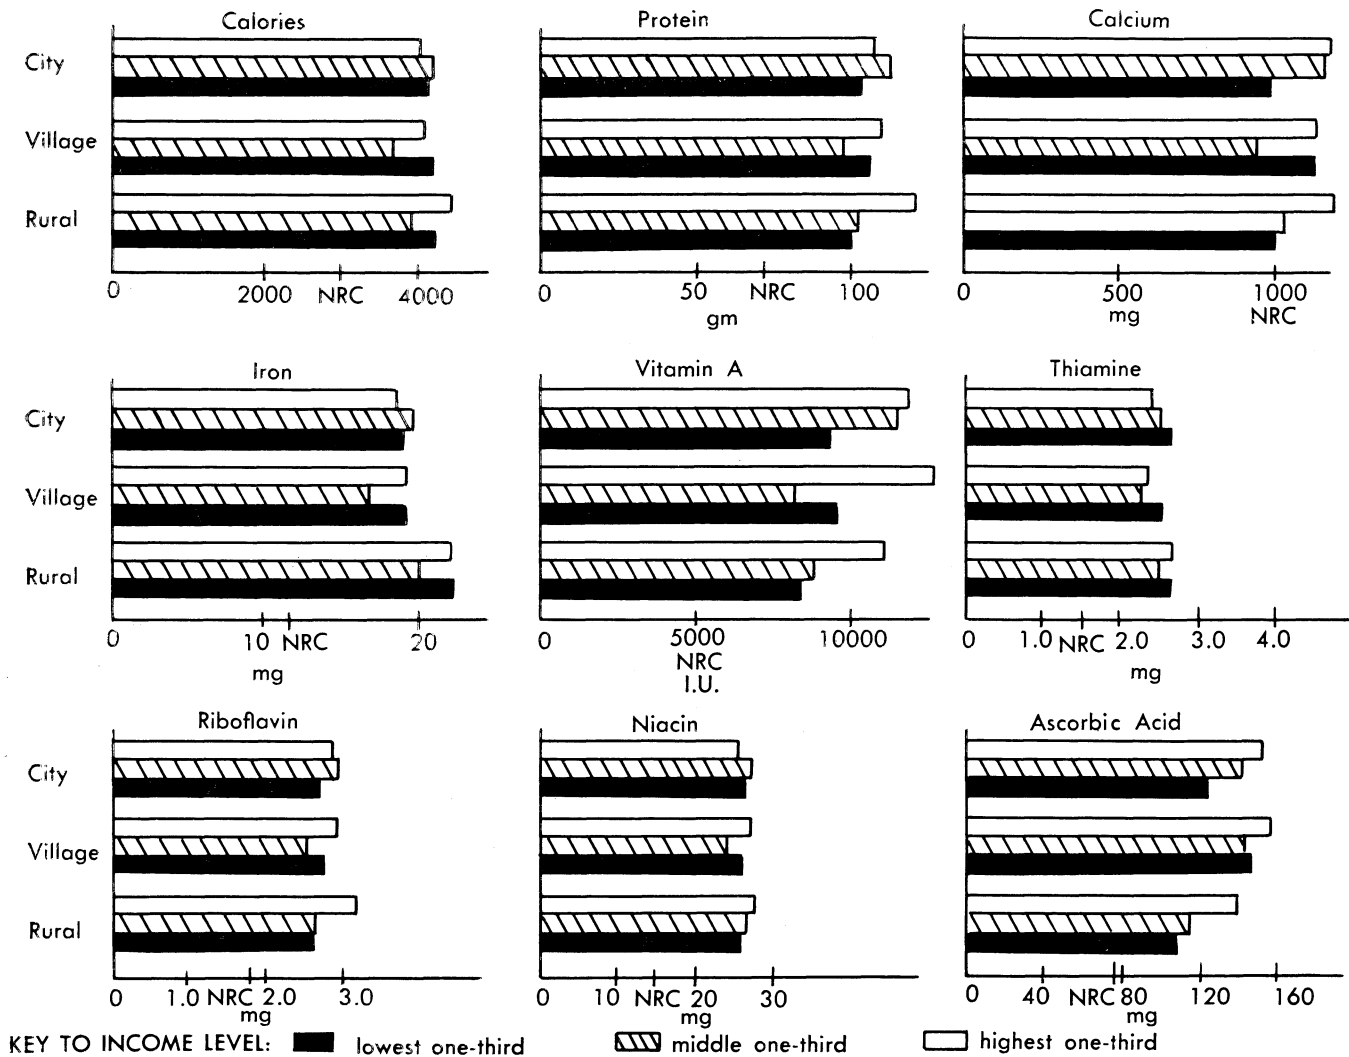 Calories Protein Calcium
City
Village
Rural
0 2000 NRC 4000 0 50 NRC 100 0 500 1000
gm mg NRC
Iron Vitamin A Thiamine
City
Village
Rural
0 10 NRC 20 0 5000 10000 0 1.0 NRC 2.0 3.0 4.0
mg NRC mg
I.U.
Riboflavin Niacin Ascorbic Acid
City
Village
Rural
0 1.0 NRC 2.0 3.0 0 10 NRC 20 30 0 40 NRC 80 120 160
mg mg mg
KEY TO INCOME LEVEL: lowest one-third middle one-third highest one-third